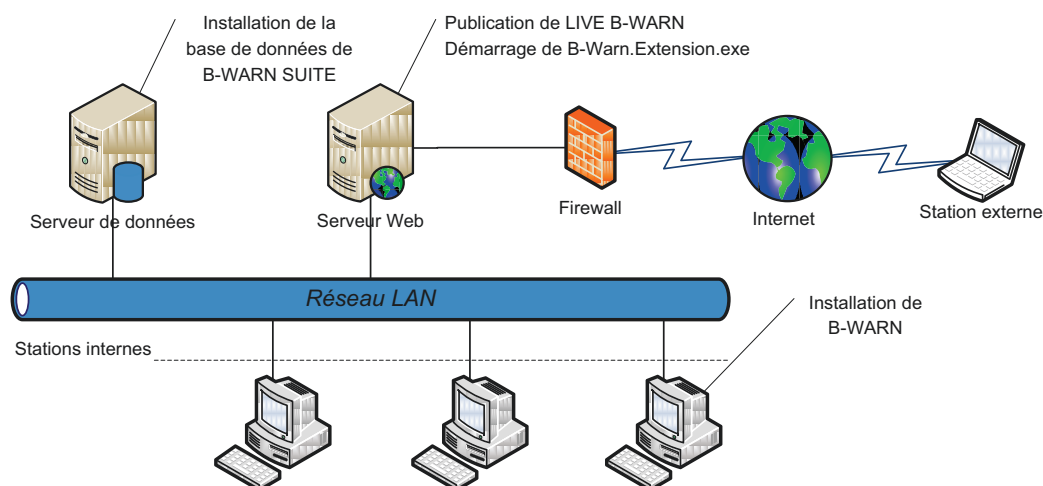 Installation de la
base de données de
B-WARN SUITE
Publication de LIVE B-WARN
Démarrage de B-Warn.Extension.exe
Serveur de données
Serveur Web
Firewall
Internet
Station externe
Réseau LAN
Installation de
B-WARN
Stations internes